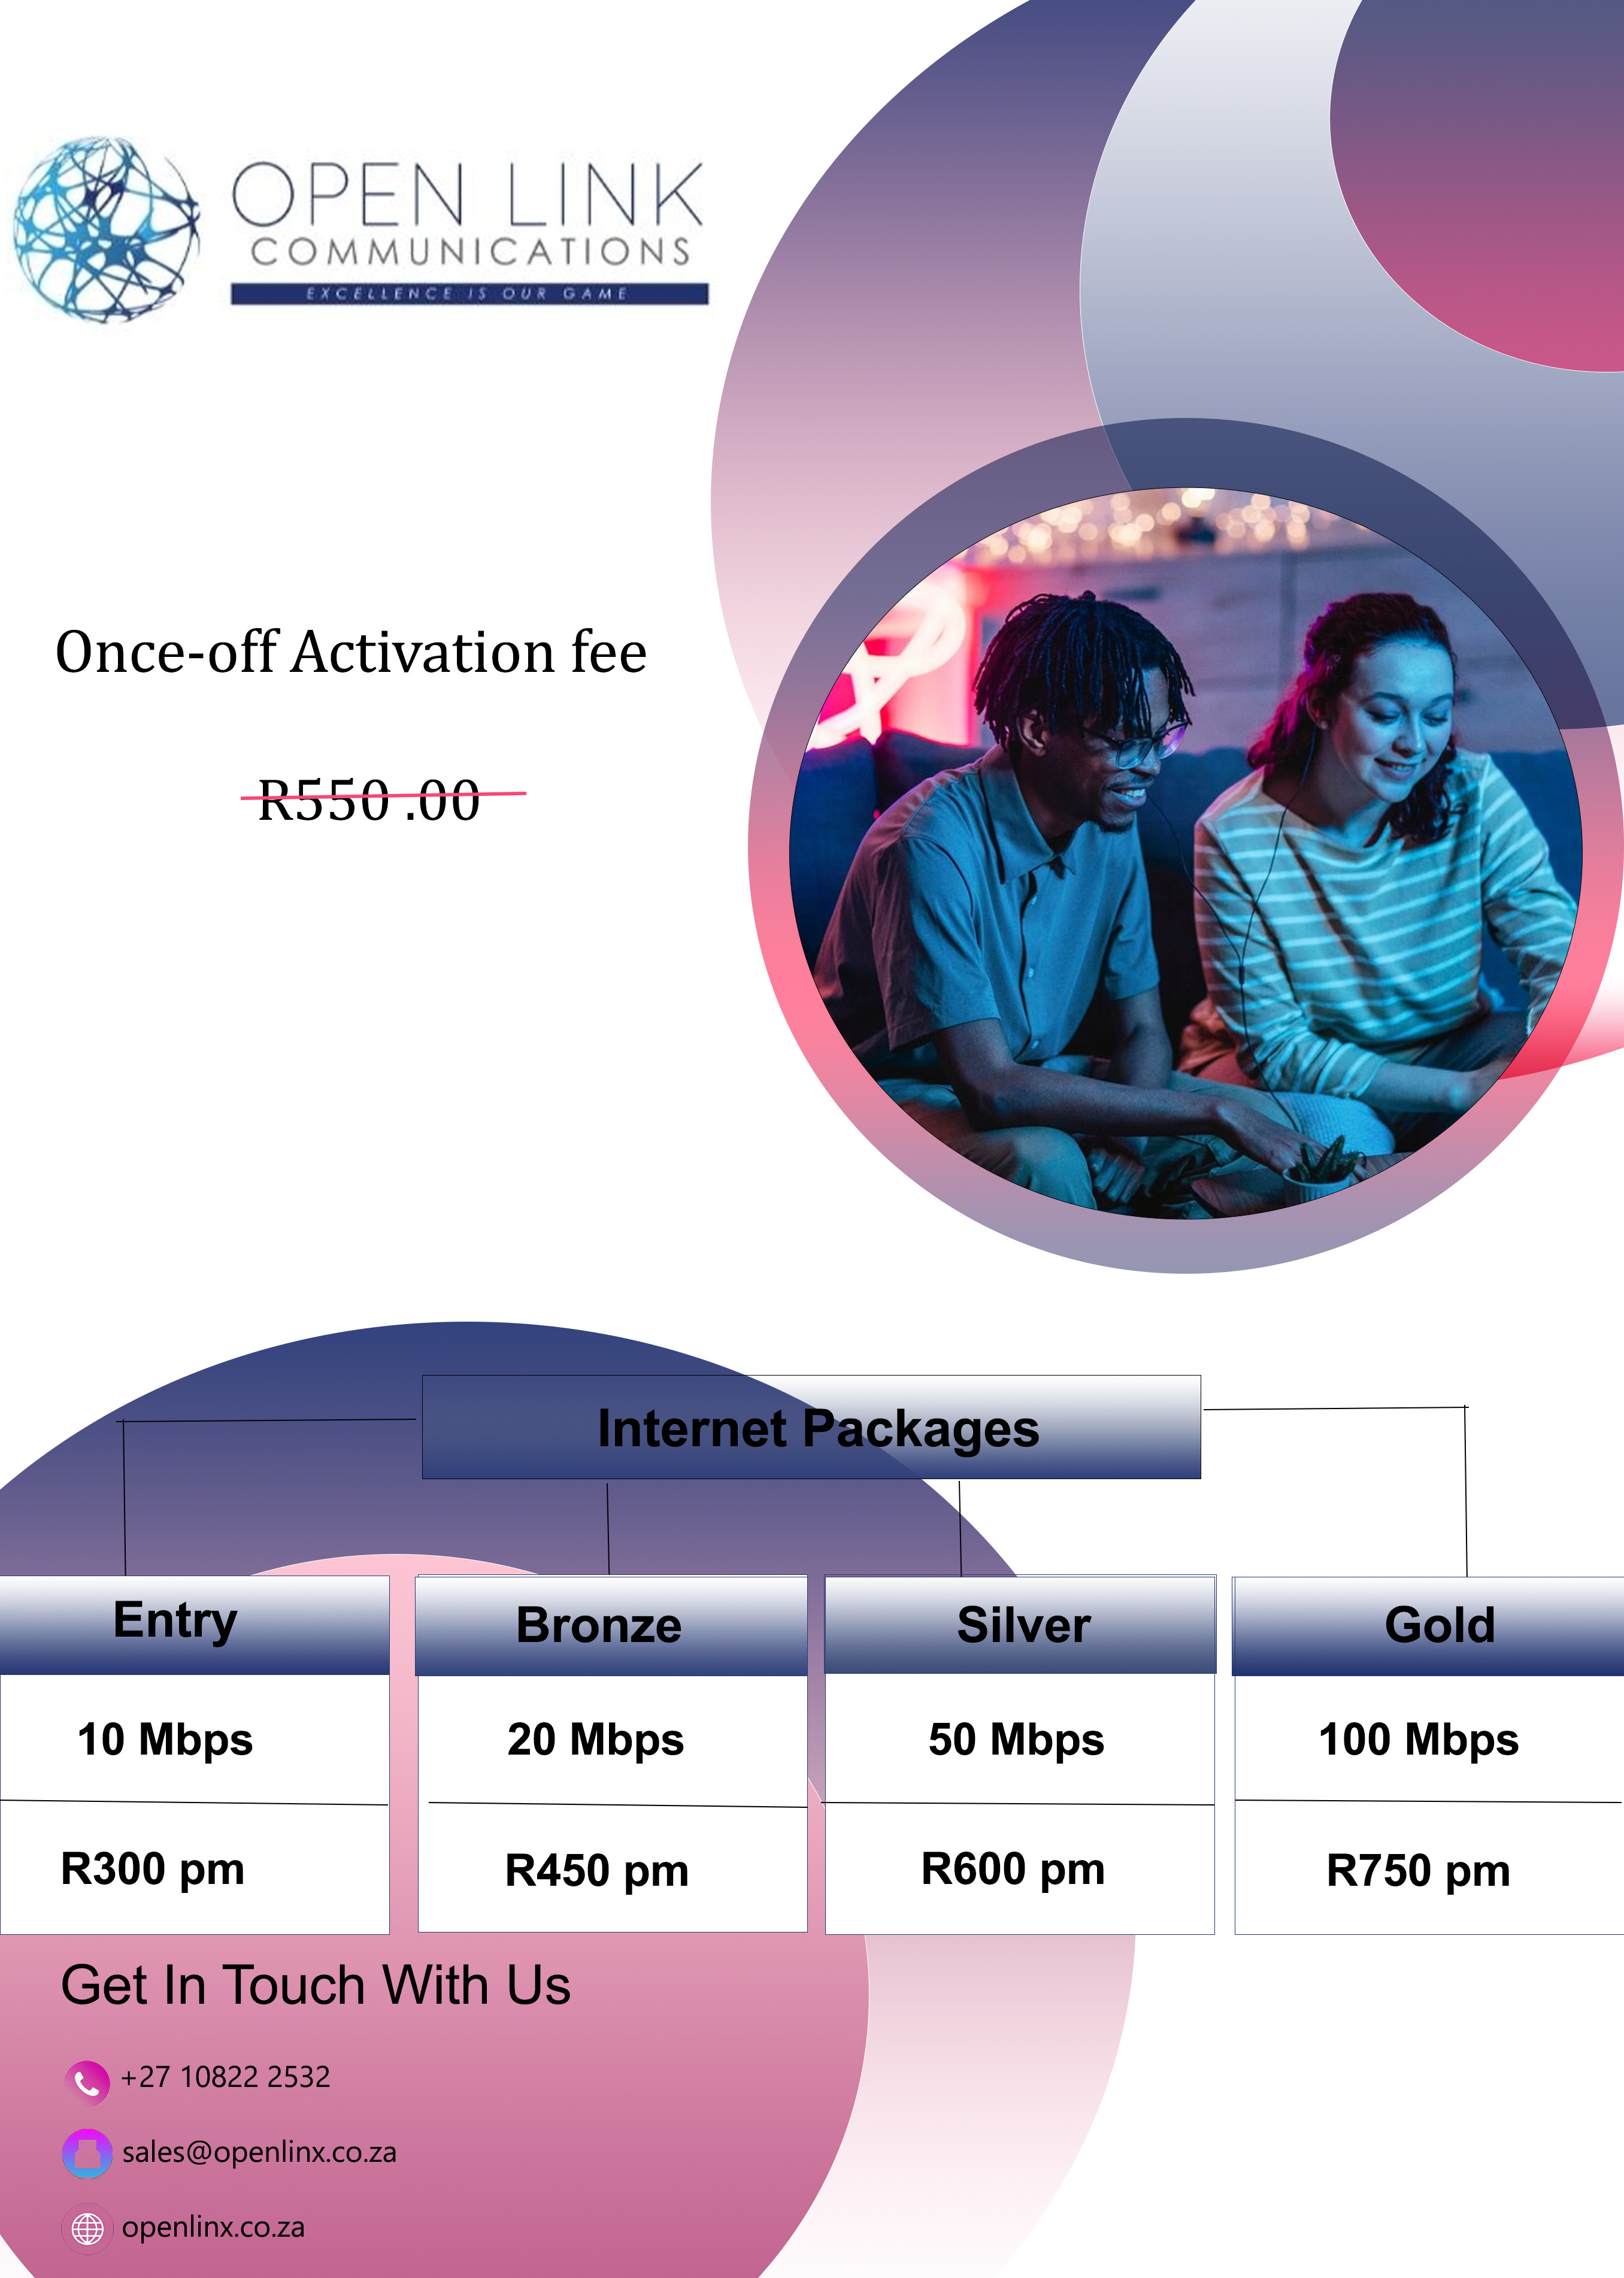 OPEN LINK
COMMUNICATIONS
EXCELLENCE IS OUR GAME
Once-off Activation fee
R550 .00
Internet Packages
Entry
Bronze
Silver
Gold
10 Mbps
20 Mbps
50 Mbps
100 Mbps
R300 pm
R450 pm
R600 pm
R750 pm
Get In Touch With Us
+27 10822 2532
sales@openlinx.co.za
openlinx.co.za